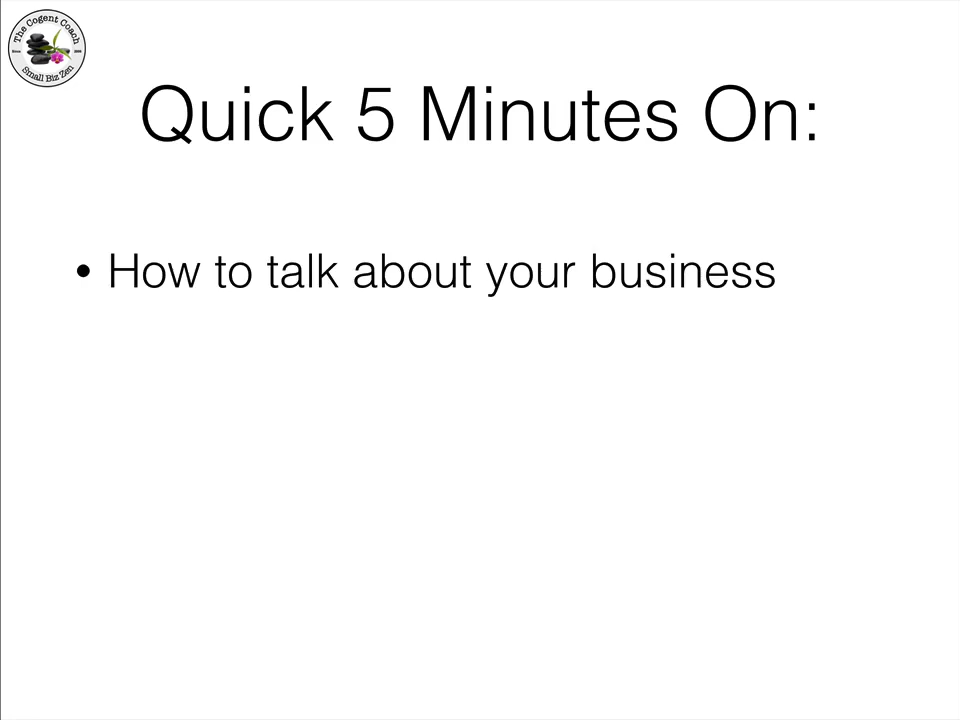 The Cogent Coach
Small Biz Zen
Quick 5 Minutes On:
• How to talk about your business